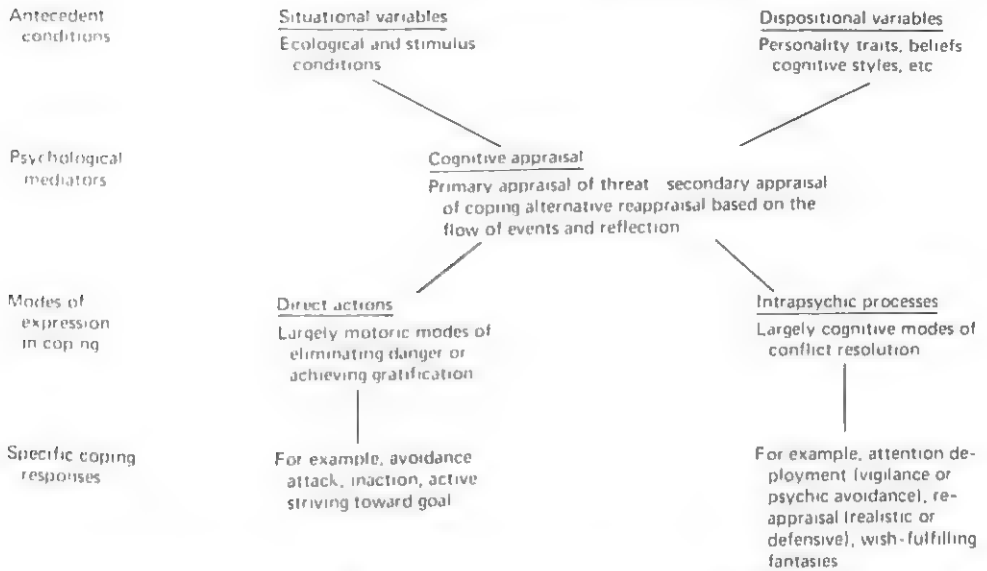 Antecedent
conditions
Situational variables
Ecological and stimulus
conditions
Dispositional variables
Personality traits, beliefs
cognitive styles, etc
Psychological
mediators
Cognitive appraisal
Primary appraisal of threat secondary appraisal
of coping alternative reappraisal based on the
flow of events and reflection
Modes of
expression
in coping
Direct actions
Largely motoric modes of
eliminating danger or
achieving gratification
Intrapsychic processes
Largely cognitive modes of
conflict resolution
Specific coping
responses
For example, avoidance
attack, inaction, active
striving toward goal
For example, attention de-
ployment (vigilance or
psychic avoidance), re-
appraisal (realistic or
defensive), wish-fulfilling
fantasies